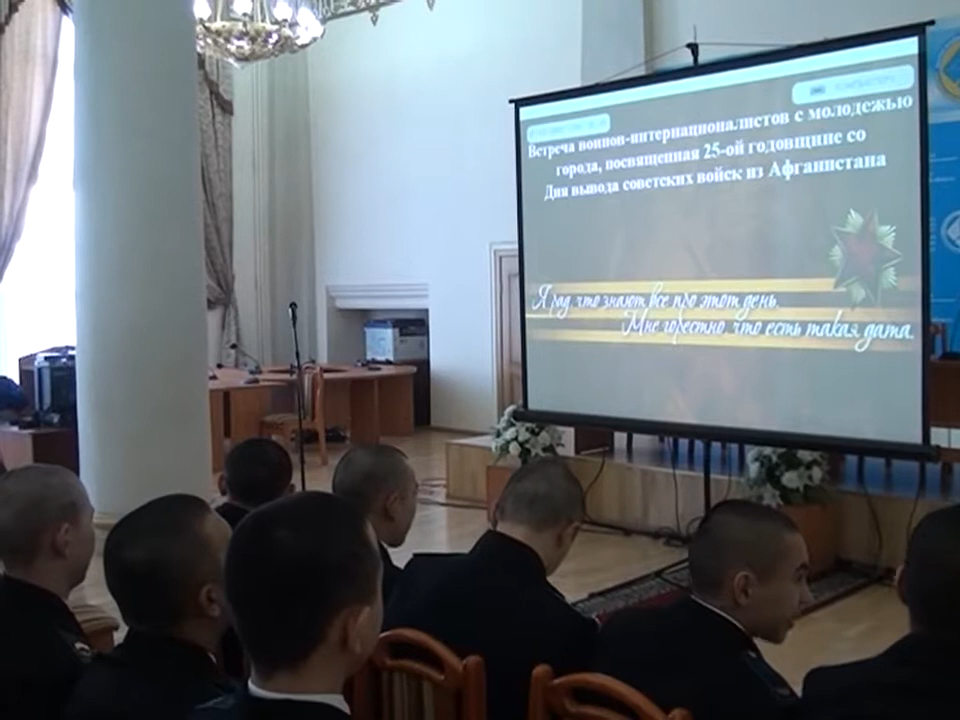 Встреча воинов-интернационалистов с молодежью
города, посвященная 25-ой годовщине со
Дня вывода советских войск из Афганистана
Я рад, что знают все про этот день.
Мне горестно, что есть такая дата.